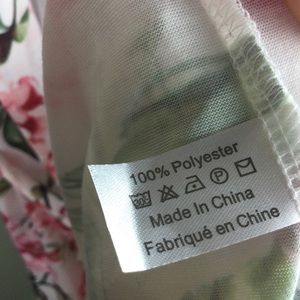 100% Polyester
Made In China
Fabriqué en Chine